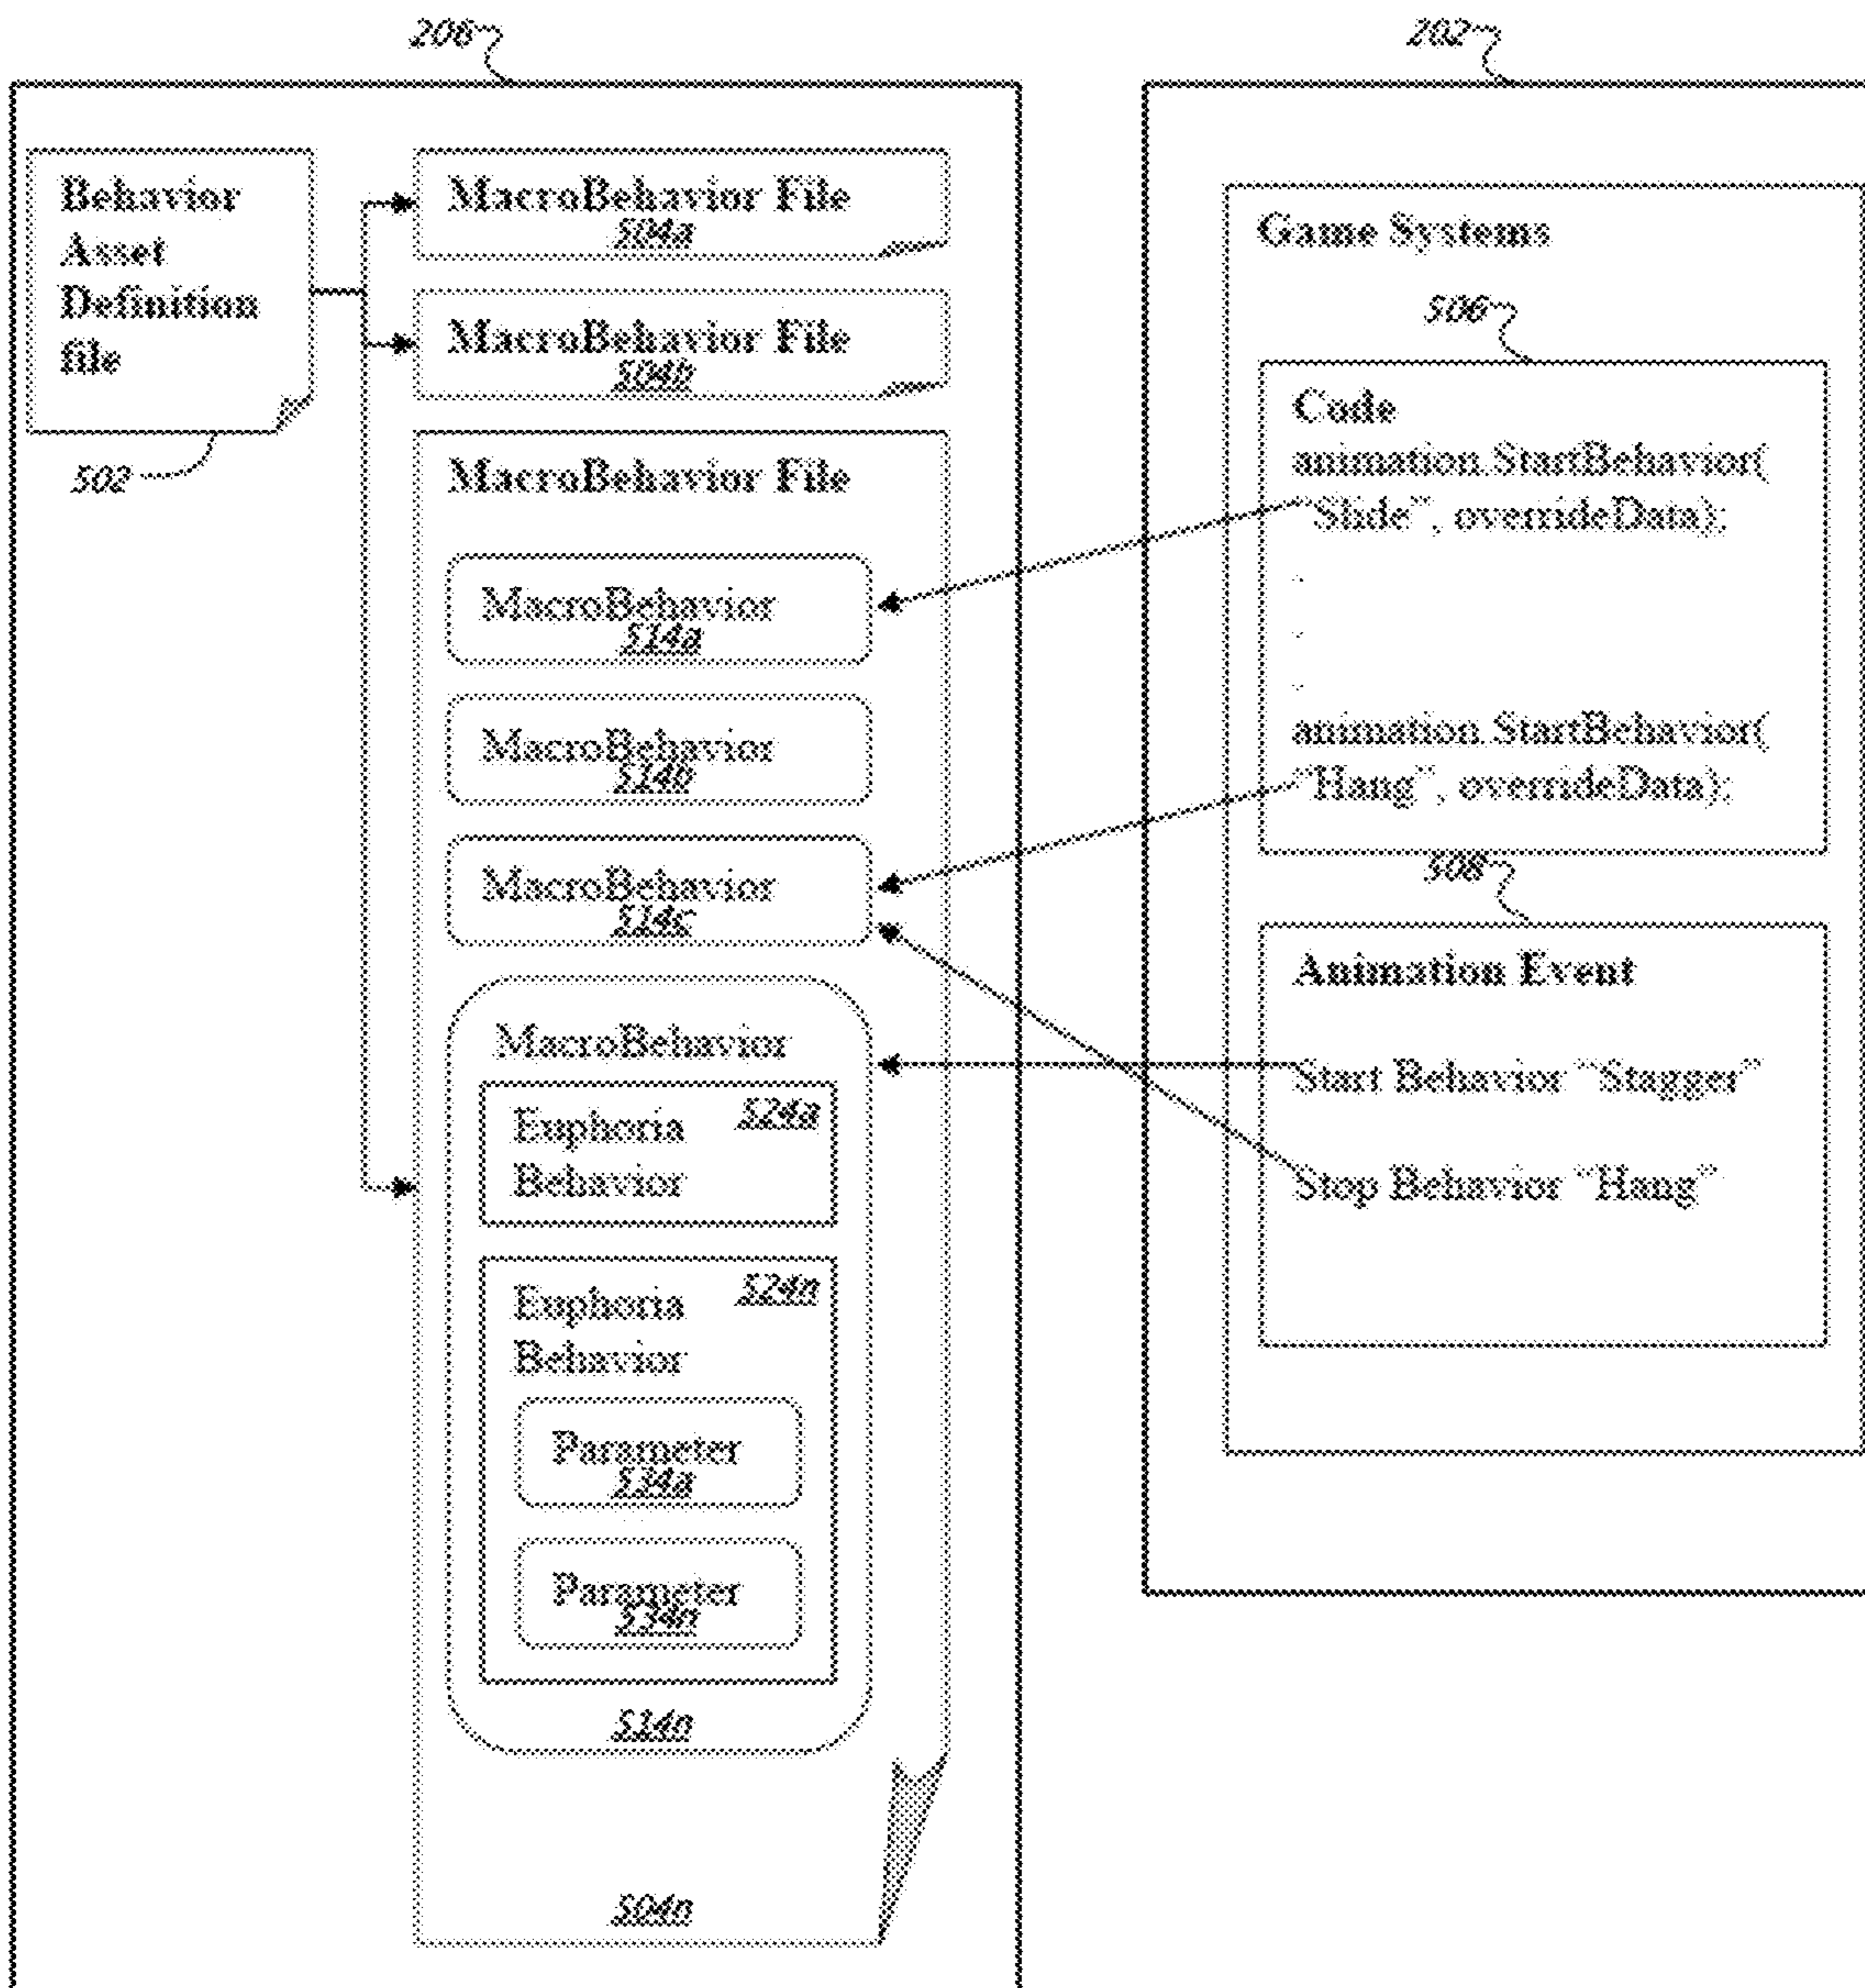 206
202
Behavior
Asset
Definition
file
502
MacroBehavior File
504a
MacroBehavior File
504b
MacroBehavior File
MacroBehavior
514a
MacroBehavior
514b
MacroBehavior
514c
MacroBehavior
524a
Euphoria
Behavior
524n
Euphoria
Behavior
Parameter
534a
Parameter
534n
514n
504n
Game Systems
506
Code
animation.StartBehavior(
"Slide", overrideData);
.
.
.
animation.StartBehavior(
"Hang", overrideData);
508
Animation Event
Start Behavior "Stagger"
Stop Behavior "Hang"